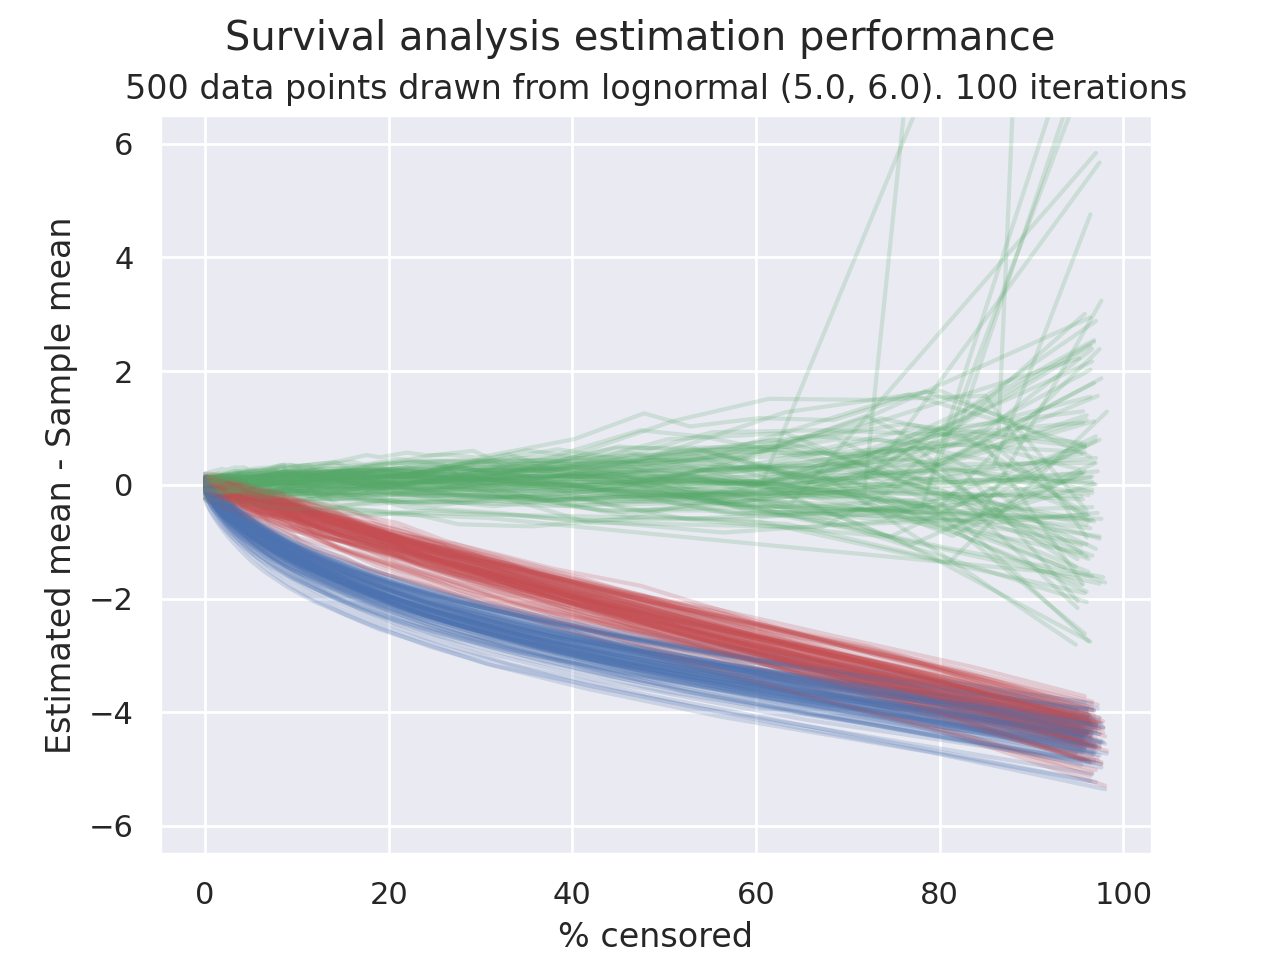 Survival analysis estimation performance
500 data points drawn from lognormal (5.0, 6.0). 100 iterations
Estimated mean - Sample mean
6
4
2
0
−2
−4
−6
0 20 40 60 80 100
% censored